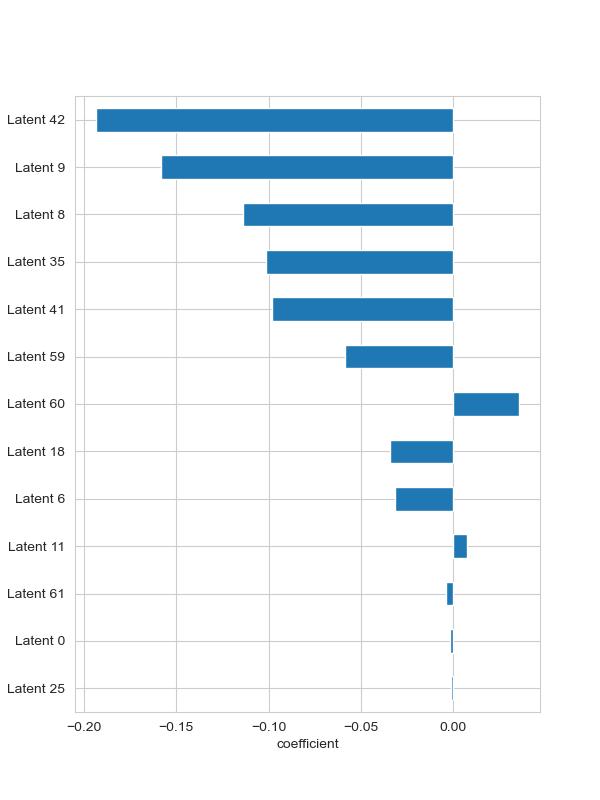 Latent 42
Latent 9
Latent 8
Latent 35
Latent 41
Latent 59
Latent 60
Latent 18
Latent 6
Latent 11
Latent 61
Latent 0
Latent 25
−0.20 −0.15 −0.10 −0.05 0.00
coefficient